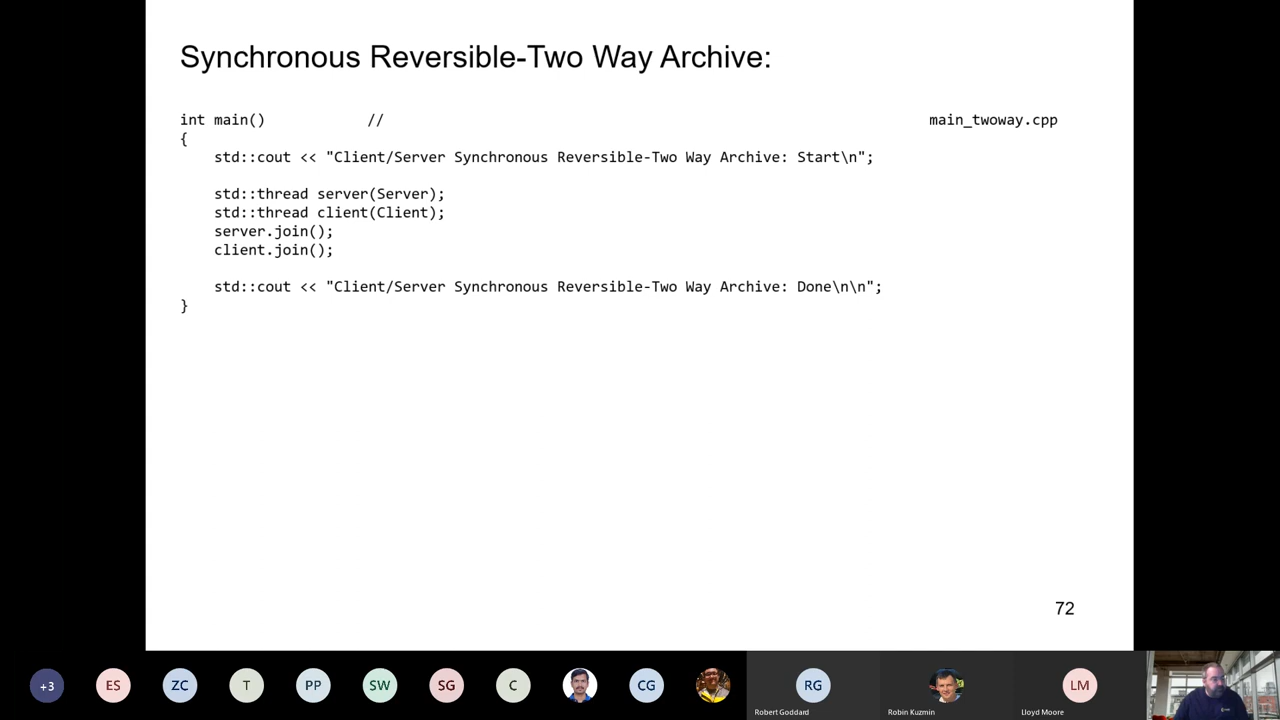 Synchronous Reversible-Two Way Archive:
int main() // main_twoway.cpp
{
std::cout << "Client/Server Synchronous Reversible-Two Way Archive: Start\n";
std::thread server(Server);
std::thread client(Client);
server.join();
client.join();
std::cout << "Client/Server Synchronous Reversible-Two Way Archive: Done\n\n";
}
72
+3 ES ZC T PP SW SG C CG RG LM
Robert Goddard Robin Kuzmin Lloyd Moore